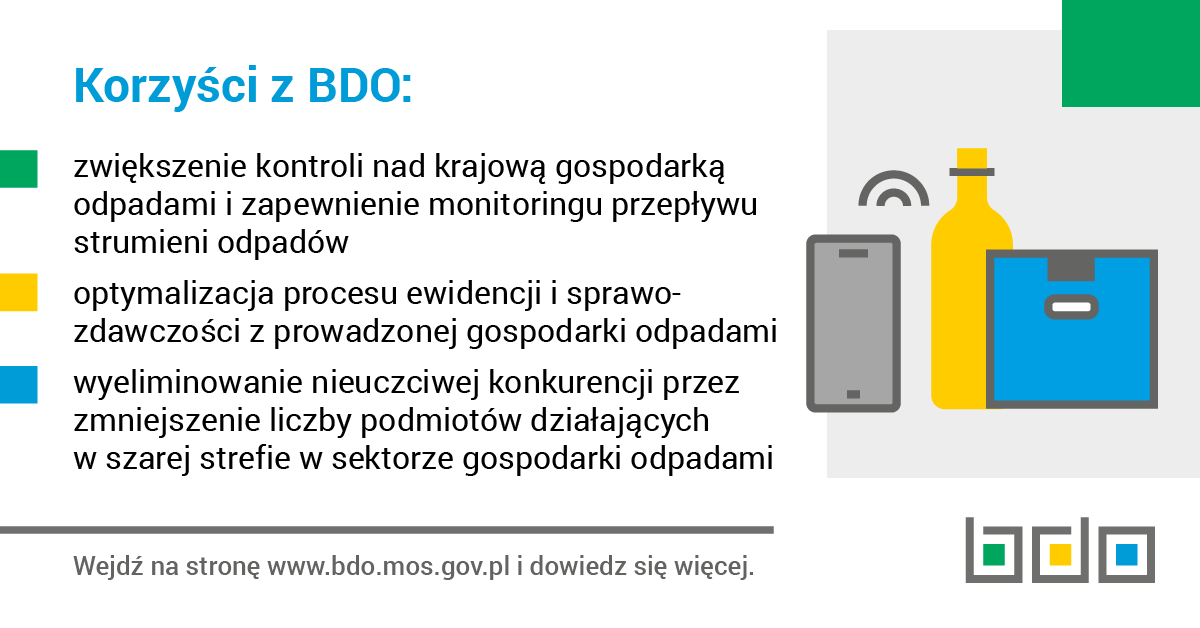 Korzyści z BDO:
zwiększenie kontroli nad krajową gospodarką
odpadami i zapewnienie monitoringu przepływu
strumieni odpadów
optymalizacja procesu ewidencji i sprawo-
zdawczości z prowadzonej gospodarki odpadami
wyeliminowanie nieuczciwej konkurencji przez
zmniejszenie liczby podmiotów działających
w szarej strefie w sektorze gospodarki odpadami
Wejdź na stronę www.bdo.mos.gov.pl i dowiedz się więcej.
bdo